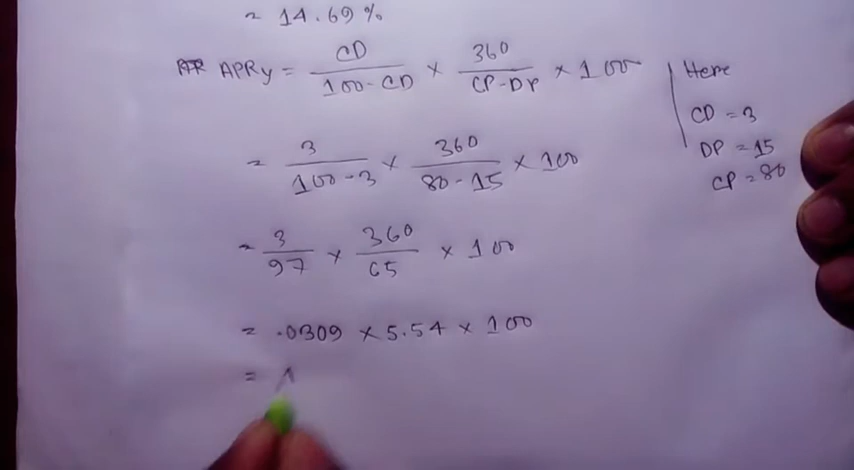 = 14.69%
APRy = CD / 100 - CD × 360 / CP - DP × 100
Here
CD = 3
DP = 15
CP = 80
= 3 / 100 - 3 × 360 / 80 - 15 × 100
= 3 / 97 × 360 / 65 × 100
= .0309 × 5.54 × 100
= 1